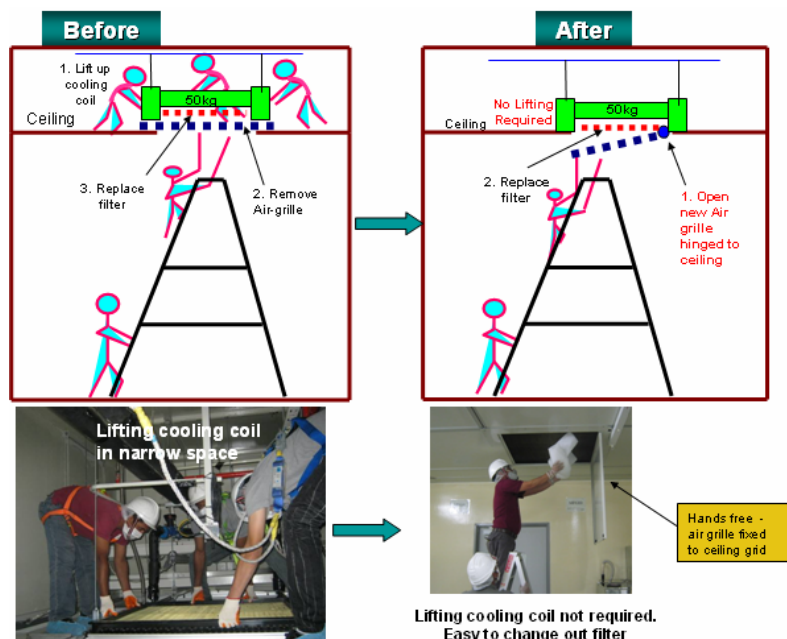 Before
1. Lift up
cooling
coil
50kg
Ceiling
3. Replace
filter
2. Remove
Air-grille
After
No Lifting
Required
50kg
Ceiling
2. Replace
filter
1. Open
new Air
grille
hinged to
ceiling
Lifting cooling coil
in narrow space
Hands free -
air grille fixed
to ceiling grid
Lifting cooling coil not required.
Easy to change out filter